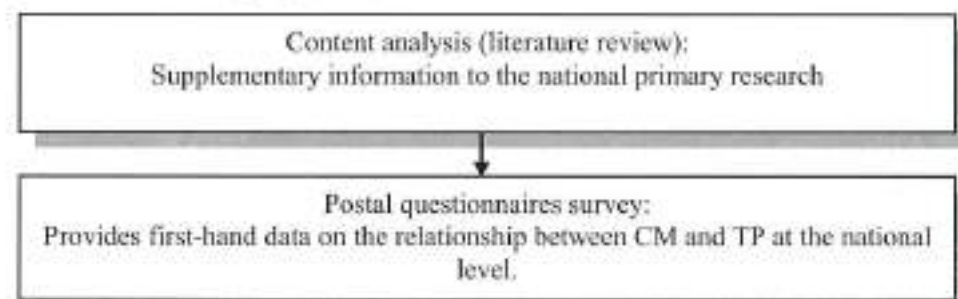 Content analysis (literature review):
Supplementary information to the national primary research
Postal questionnaires survey:
Provides first-hand data on the relationship between CM and TP at the national
level.